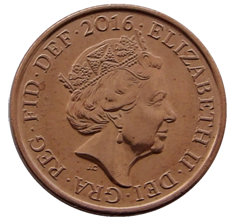 ELIZABETH II · DEI · GRA · REG · FID · DEF · 2016 ·
J.C